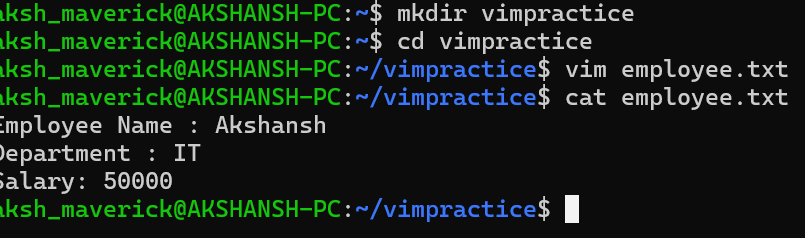 aksh_maverick@AKSHANSH-PC:~$ mkdir vimpractice
aksh_maverick@AKSHANSH-PC:~$ cd vimpractice
aksh_maverick@AKSHANSH-PC:~/vimpractice$ vim employee.txt
aksh_maverick@AKSHANSH-PC:~/vimpractice$ cat employee.txt
Employee Name : Akshansh
Department : IT
Salary: 50000
aksh_maverick@AKSHANSH-PC:~/vimpractice$